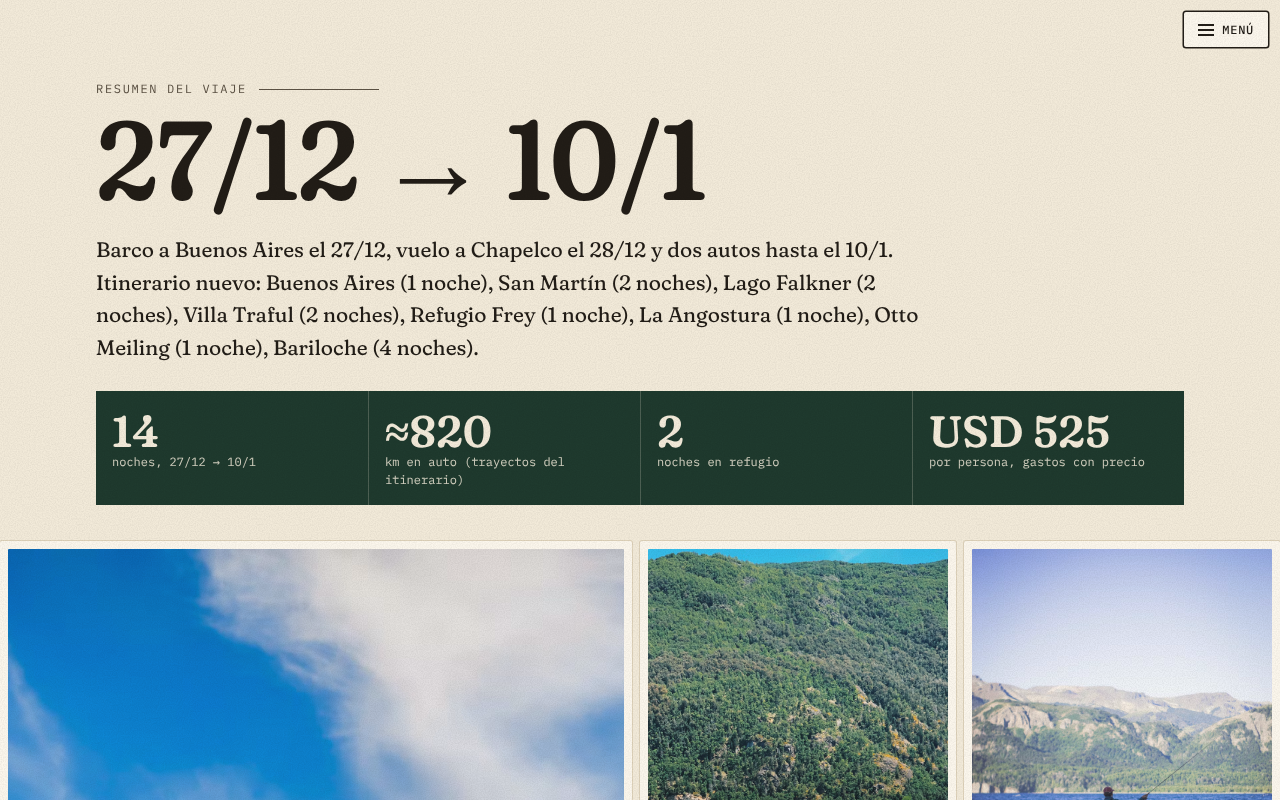 MENÚ
RESUMEN DEL VIAJE
27/12 → 10/1
Barco a Buenos Aires el 27/12, vuelo a Chapelco el 28/12 y dos autos hasta el 10/1.
Itinerario nuevo: Buenos Aires (1 noche), San Martín (2 noches), Lago Falkner (2
noches), Villa Traful (2 noches), Refugio Frey (1 noche), La Angostura (1 noche), Otto
Meiling (1 noche), Bariloche (4 noches).
14
noches, 27/12 → 10/1
≈820
km en auto (trayectos del
itinerario)
2
noches en refugio
USD 525
por persona, gastos con precio